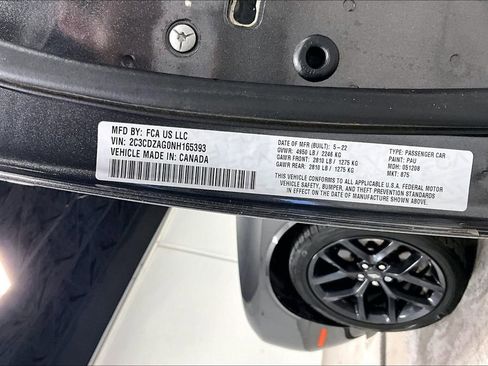 MFD BY: FCA US LLC
VIN: 2C3CDZAG0NH165393
VEHICLE MADE IN: CANADA
DATE OF MFR (BUILT): 5-22
GVWR: 4950 LB / 2246 KG
GAWR FRONT: 2810 LB / 1275 KG
GAWR REAR: 2810 LB / 1275 KG
TYPE: PASSENGER CAR
PAINT: PAU
MDH: 051208
MKT: 875
THIS VEHICLE CONFORMS TO ALL APPLICABLE U.S.A. FEDERAL MOTOR
VEHICLE SAFETY, BUMPER, AND THEFT PREVENTION STANDARDS
IN EFFECT ON THE DATE OF MANUFACTURE SHOWN ABOVE.